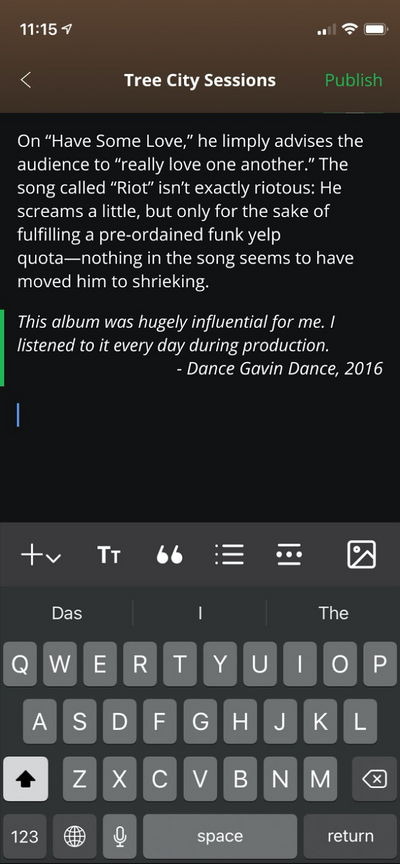 11:15
Tree City Sessions
Publish
On “Have Some Love,” he limply advises the
audience to “really love one another.” The
song called “Riot” isn’t exactly riotous: He
screams a little, but only for the sake of
fulfilling a pre-ordained funk yelp
quota—nothing in the song seems to have
moved him to shrieking.
This album was hugely influential for me. I
listened to it every day during production.
- Dance Gavin Dance, 2016
Tт
Das I The
Q W E R T Y U I O P
A S D F G H J K L
Z X C V B N M
123 space return